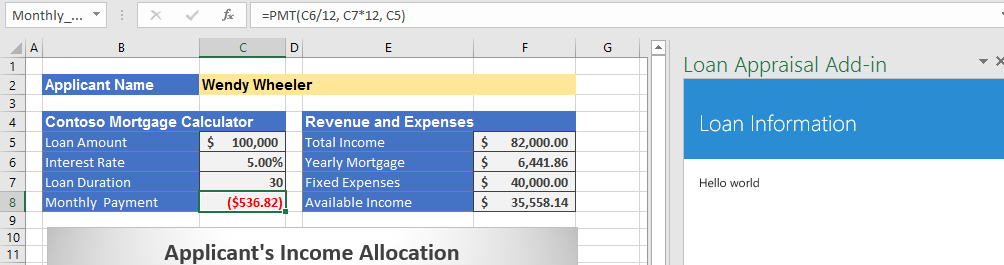 Monthly_... fx =PMT(C6/12, C7*12, C5)
A B C D E F G
Loan Appraisal Add-in
1
2 Applicant Name Wendy Wheeler
3
4 Contoso Mortgage Calculator Revenue and Expenses
5 Loan Amount $ 100,000 Total Income $ 82,000.00
6 Interest Rate 5.00% Yearly Mortgage $ 6,441.86
7 Loan Duration 30 Fixed Expenses $ 40,000.00
8 Monthly Payment ($536.82) Available Income $ 35,558.14
9
10
11 Applicant's Income Allocation
Loan Information
Hello world